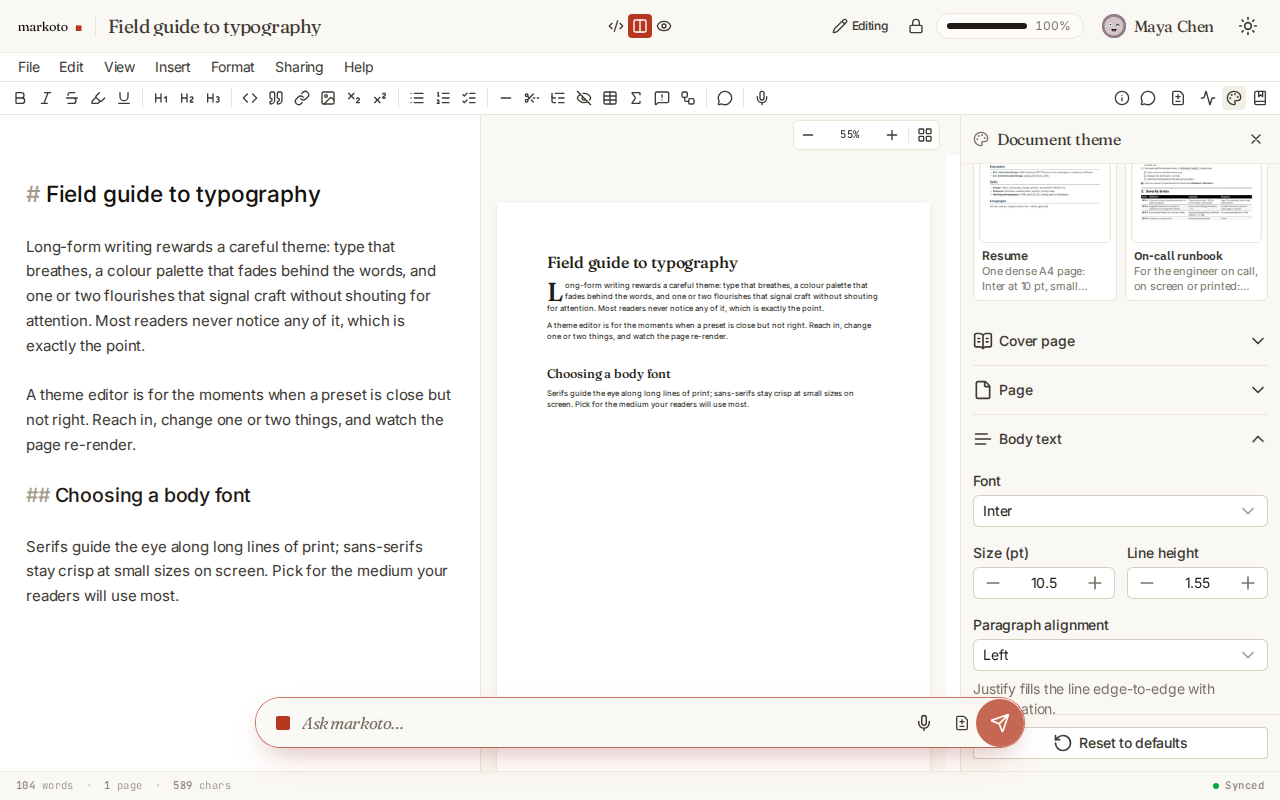 markoto
Field guide to typography
Editing
100%
Maya Chen
File Edit View Insert Format Sharing Help
H1 H2 H3
55%
Document theme
# Field guide to typography
Long-form writing rewards a careful theme: type that
breathes, a colour palette that fades behind the words, and
one or two flourishes that signal craft without shouting for
attention. Most readers never notice any of it, which is
exactly the point.
A theme editor is for the moments when a preset is close but
not right. Reach in, change one or two things, and watch the
page re-render.
## Choosing a body font
Serifs guide the eye along long lines of print; sans-serifs
stay crisp at small sizes on screen. Pick for the medium your
readers will use most.
Field guide to typography
Long-form writing rewards a careful theme: type that breathes, a colour palette that
fades behind the words, and one or two flourishes that signal craft without shouting
for attention. Most readers never notice any of it, which is exactly the point.
A theme editor is for the moments when a preset is close but not right. Reach in, change
one or two things, and watch the page re-render.
Choosing a body font
Serifs guide the eye along long lines of print; sans-serifs stay crisp at small sizes on
screen. Pick for the medium your readers will use most.
Resume
One dense A4 page:
Inter at 10 pt, small...
On-call runbook
For the engineer on call,
on screen or printed:...
Cover page
Page
Body text
Font
Inter
Size (pt)
Line height
10.5
1.55
Paragraph alignment
Left
Justify fills the line edge-to-edge with
Reset to defaults
Ask markoto...
104 words · 1 page · 589 chars
Synced